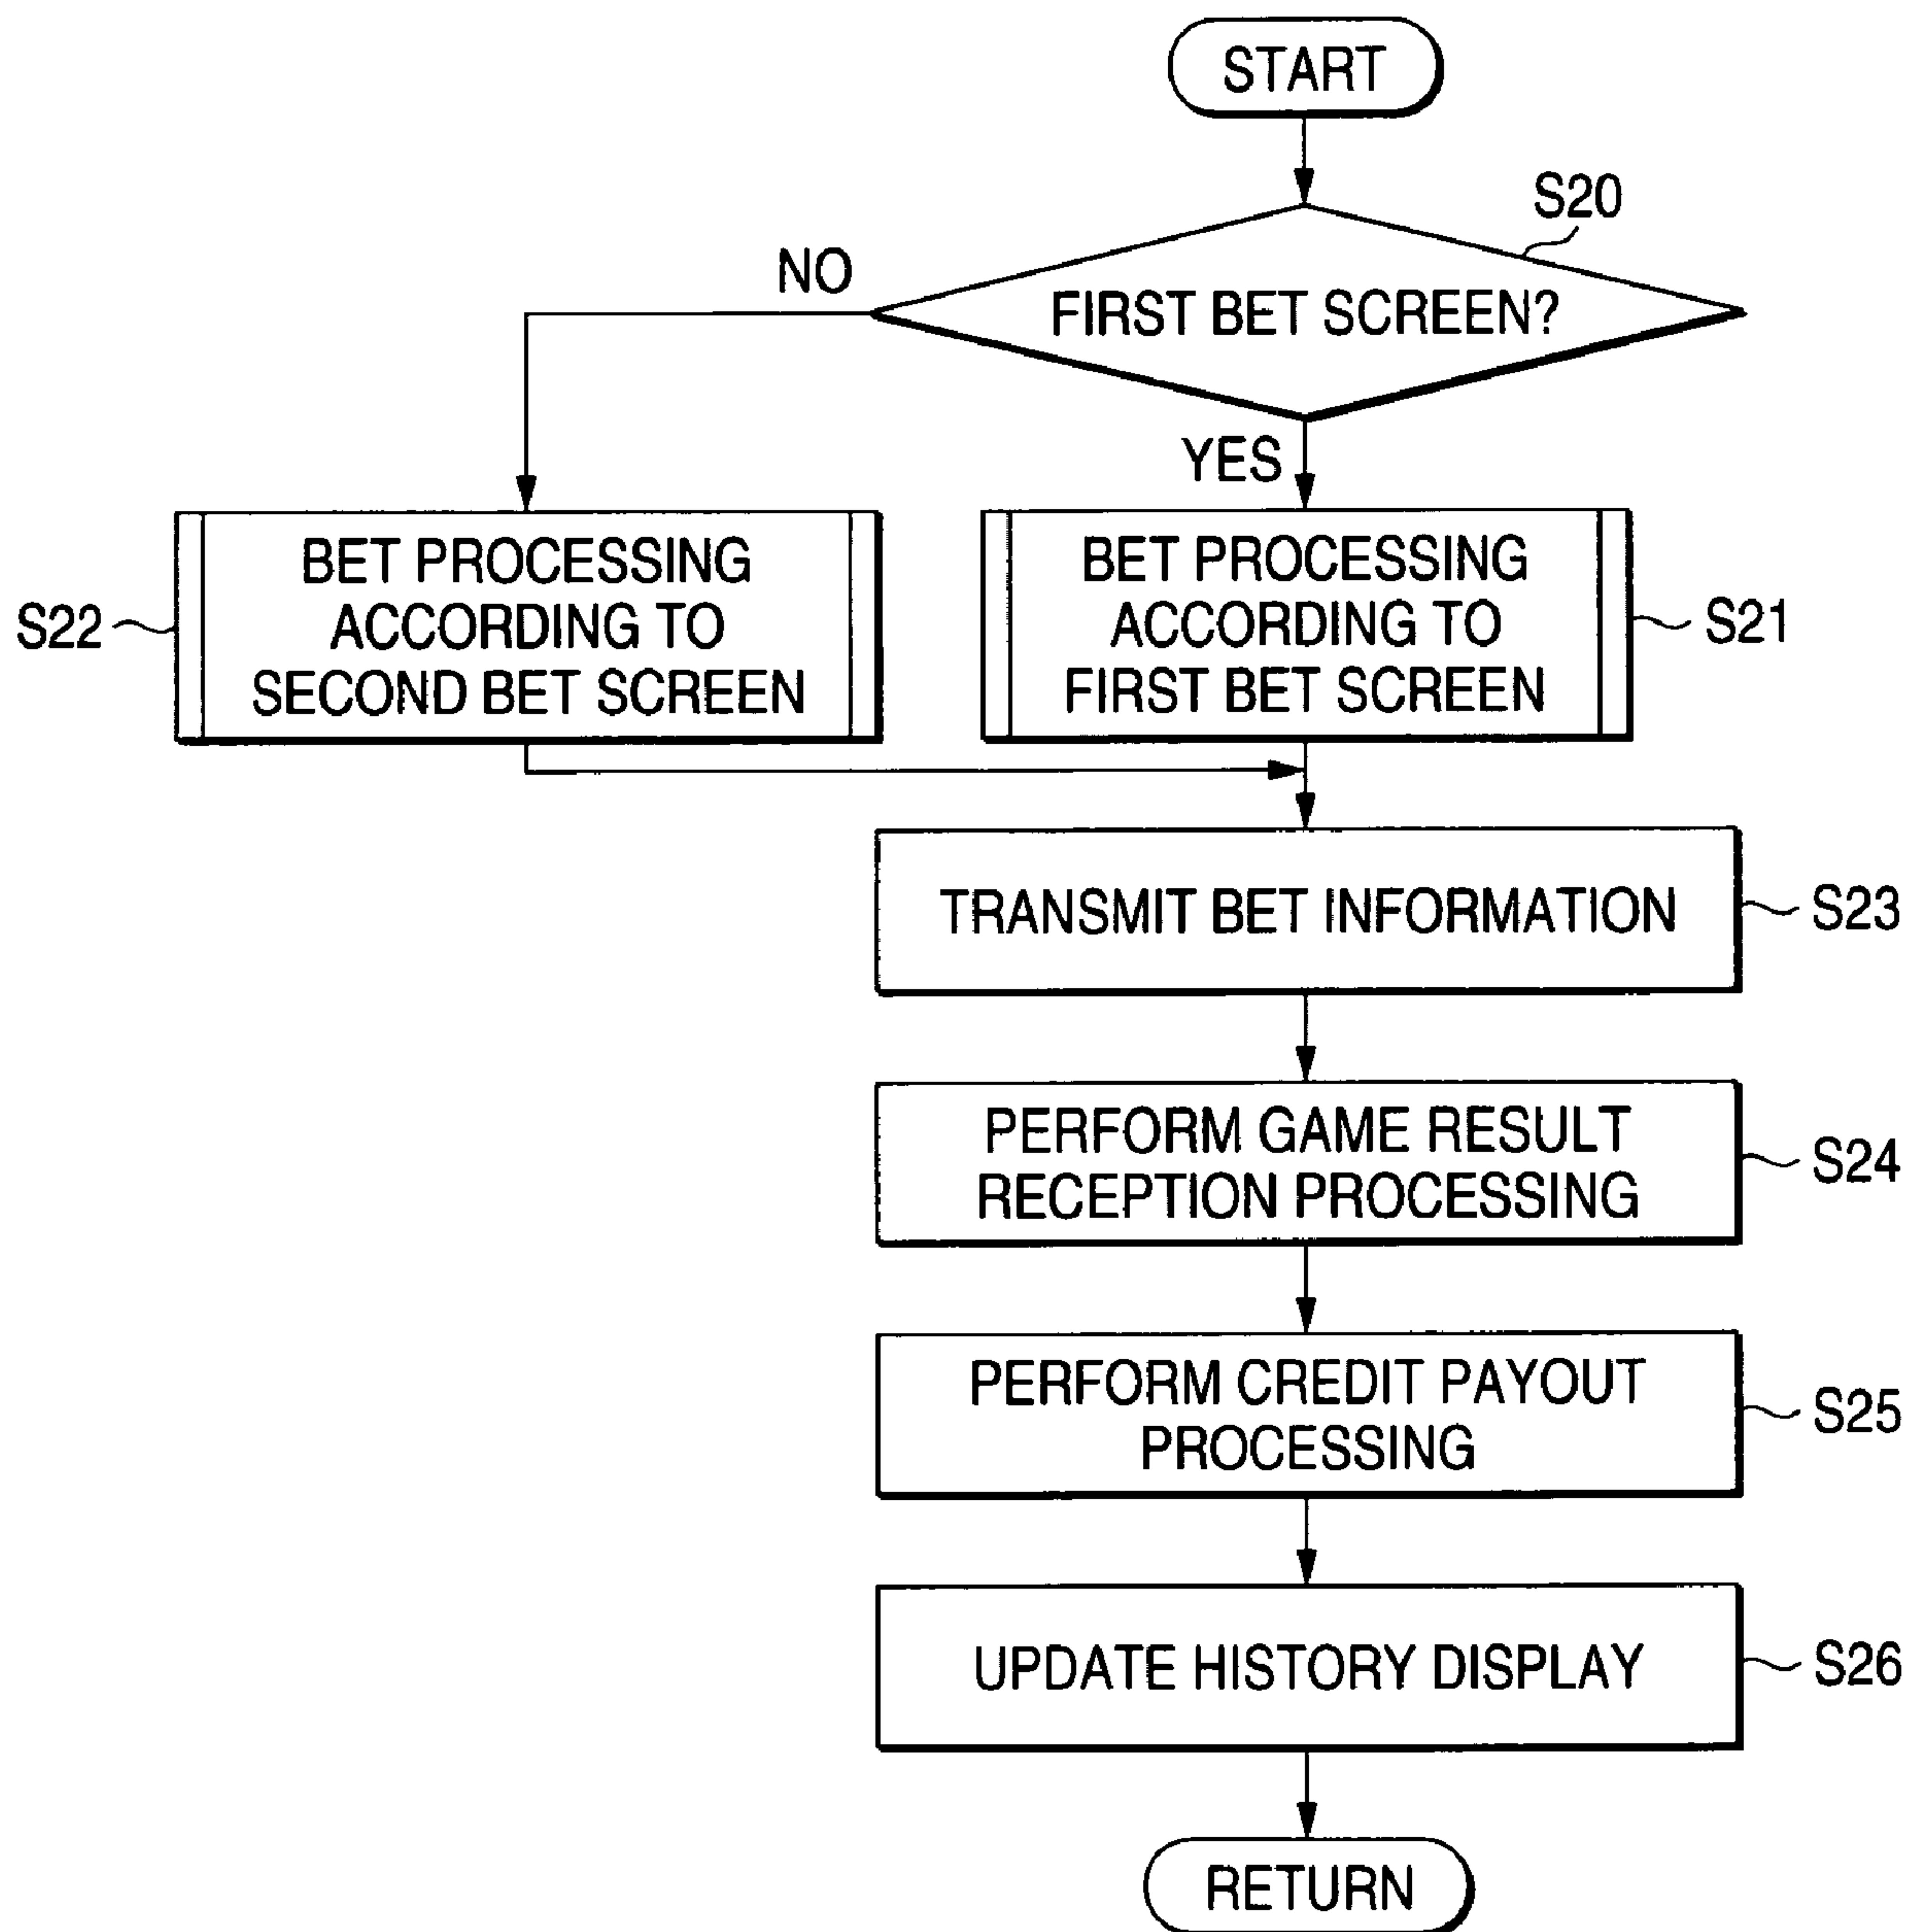 START
S20
NO
FIRST BET SCREEN?
YES
S22
BET PROCESSING
ACCORDING TO
SECOND BET SCREEN
BET PROCESSING
ACCORDING TO
FIRST BET SCREEN
S21
TRANSMIT BET INFORMATION
S23
PERFORM GAME RESULT
RECEPTION PROCESSING
S24
PERFORM CREDIT PAYOUT
PROCESSING
S25
UPDATE HISTORY DISPLAY
S26
RETURN